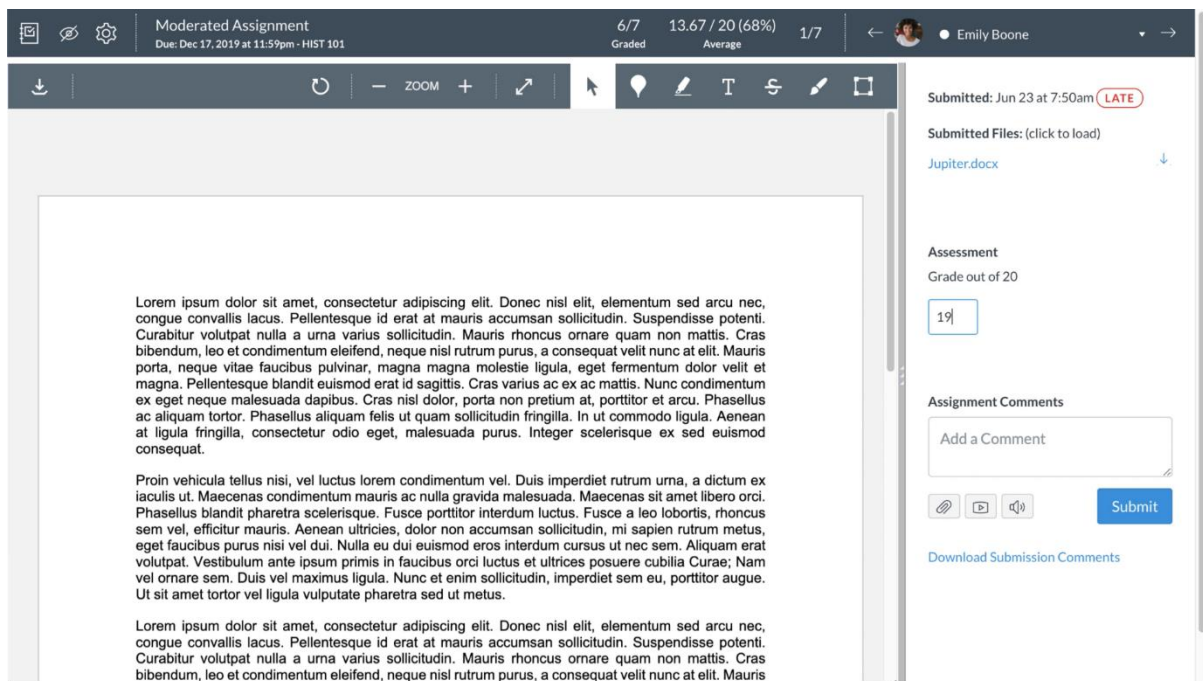 Moderated Assignment
Due: Dec 17, 2019 at 11:59pm - HIST 101
6/7
Graded
13.67 / 20 (68%)
Average
1/7
Emily Boone
ZOOM
T
S
Submitted: Jun 23 at 7:50am LATE
Submitted Files: (click to load)
Jupiter.docx
Assessment
Grade out of 20
19
Assignment Comments
Add a Comment
Submit
Download Submission Comments
Lorem ipsum dolor sit amet, consectetur adipiscing elit. Donec nisl elit, elementum sed arcu nec,
congue convallis lacus. Pellentesque id erat at mauris accumsan sollicitudin. Suspendisse potenti.
Curabitur volutpat nulla a urna varius sollicitudin. Mauris rhoncus ornare quam non mattis. Cras
bibendum, leo et condimentum eleifend, neque nisl rutrum purus, a consequat velit nunc at elit. Mauris
porta, neque vitae faucibus pulvinar, magna magna molestie ligula, eget fermentum dolor velit et
magna. Pellentesque blandit euismod erat id sagittis. Cras varius ac ex ac mattis. Nunc condimentum
ex eget neque malesuada dapibus. Cras nisl dolor, porta non pretium at, porttitor et arcu. Phasellus
ac aliquam tortor. Phasellus aliquam felis ut quam sollicitudin fringilla. In ut commodo ligula. Aenean
at ligula fringilla, consectetur odio eget, malesuada purus. Integer scelerisque ex sed euismod
consequat.
Proin vehicula tellus nisi, vel luctus lorem condimentum vel. Duis imperdiet rutrum urna, a dictum ex
iaculis ut. Maecenas condimentum mauris ac nulla gravida malesuada. Maecenas sit amet libero orci.
Phasellus blandit pharetra scelerisque. Fusce porttitor interdum luctus. Fusce a leo lobortis, rhoncus
sem vel, efficitur mauris. Aenean ultricies, dolor non accumsan sollicitudin, mi sapien rutrum metus,
eget faucibus purus nisi vel dui. Nulla eu dui euismod eros interdum cursus ut nec sem. Aliquam erat
volutpat. Vestibulum ante ipsum primis in faucibus orci luctus et ultrices posuere cubilia Curae; Nam
vel ornare sem. Duis vel maximus ligula. Nunc et enim sollicitudin, imperdiet sem eu, porttitor augue.
Ut sit amet tortor vel ligula vulputate pharetra sed ut metus.
Lorem ipsum dolor sit amet, consectetur adipiscing elit. Donec nisl elit, elementum sed arcu nec,
congue convallis lacus. Pellentesque id erat at mauris accumsan sollicitudin. Suspendisse potenti.
Curabitur volutpat nulla a urna varius sollicitudin. Mauris rhoncus ornare quam non mattis. Cras
bibendum, leo et condimentum eleifend, neque nisl rutrum purus, a consequat velit nunc at elit. Mauris